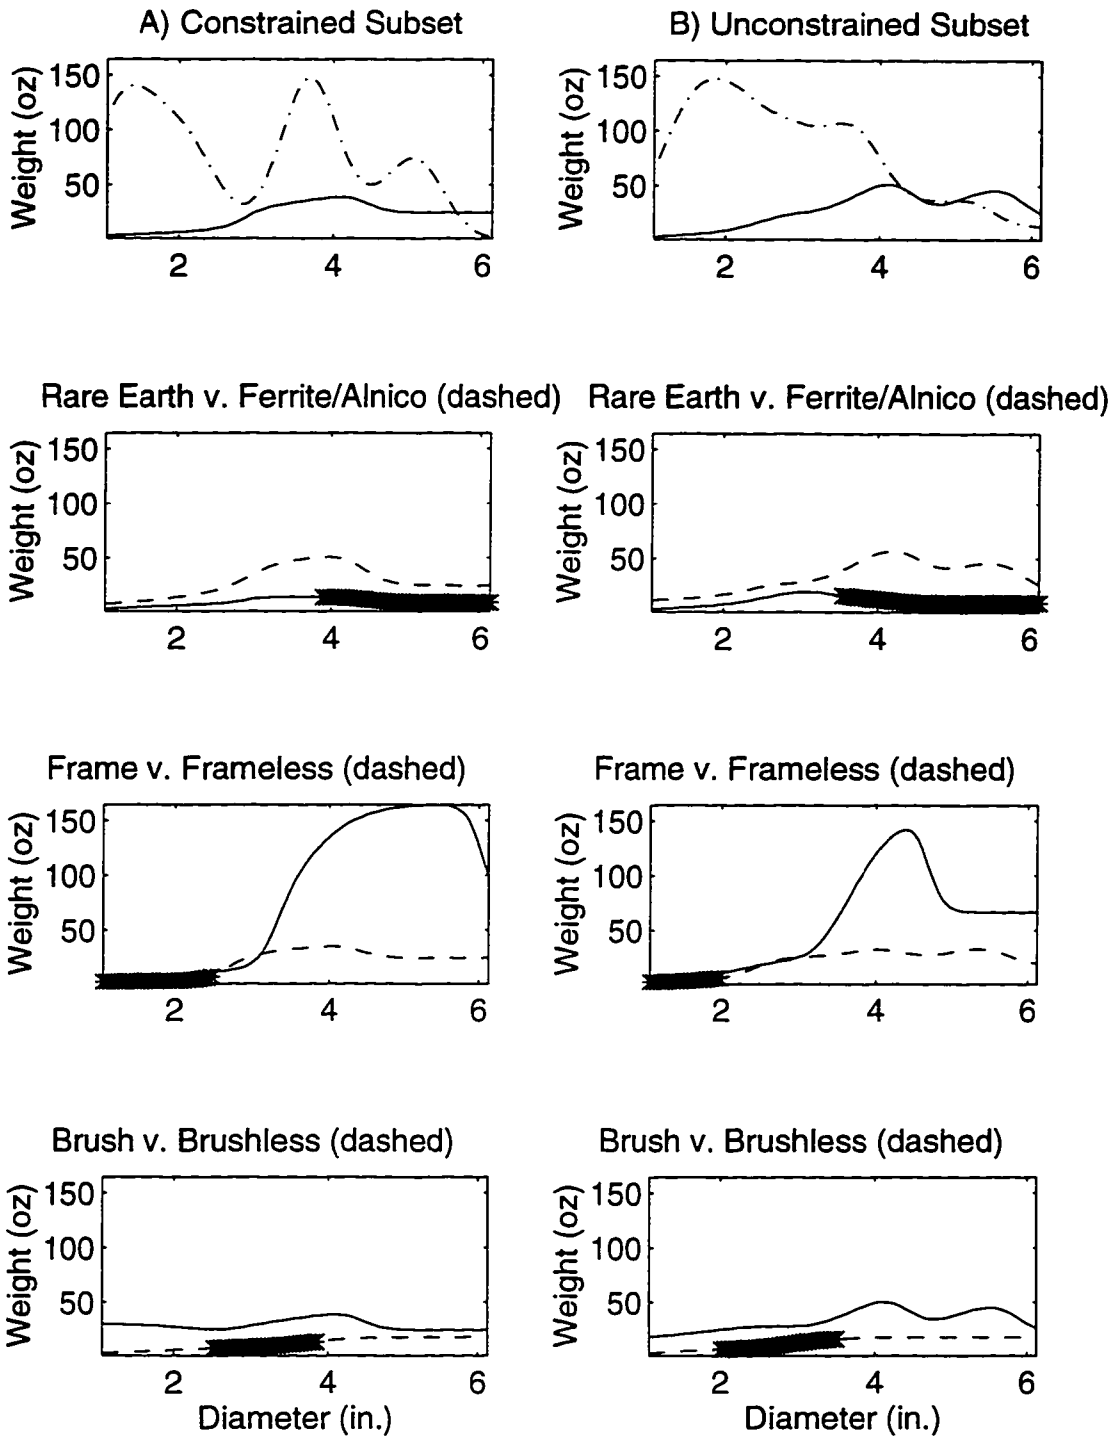 A) Constrained Subset
B) Unconstrained Subset
Weight (oz)
150
100
50
2 4 6
Weight (oz)
150
100
50
2 4 6
Rare Earth v. Ferrite/Alnico (dashed)
Rare Earth v. Ferrite/Alnico (dashed)
Weight (oz)
150
100
50
2 4 6
Weight (oz)
150
100
50
2 4 6
Frame v. Frameless (dashed)
Frame v. Frameless (dashed)
Weight (oz)
150
100
50
2 4 6
Weight (oz)
150
100
50
2 4 6
Brush v. Brushless (dashed)
Brush v. Brushless (dashed)
Weight (oz)
150
100
50
2 4 6
Diameter (in.)
Weight (oz)
150
100
50
2 4 6
Diameter (in.)